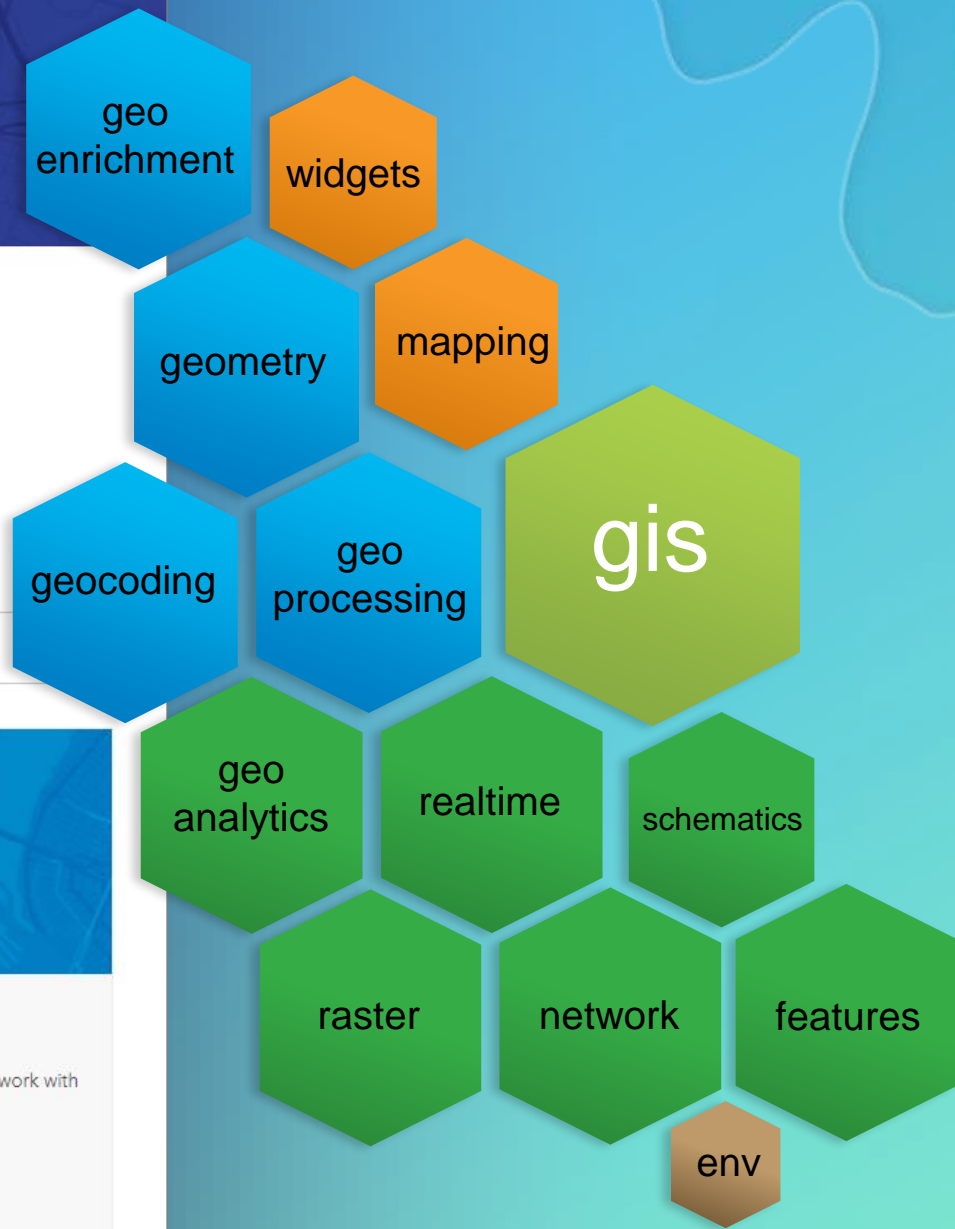 geo
enrichment
widgets
geometry
mapping
geocoding
geo
processing
gis
geo
analytics
realtime
schematics
raster
network
features
work with
env